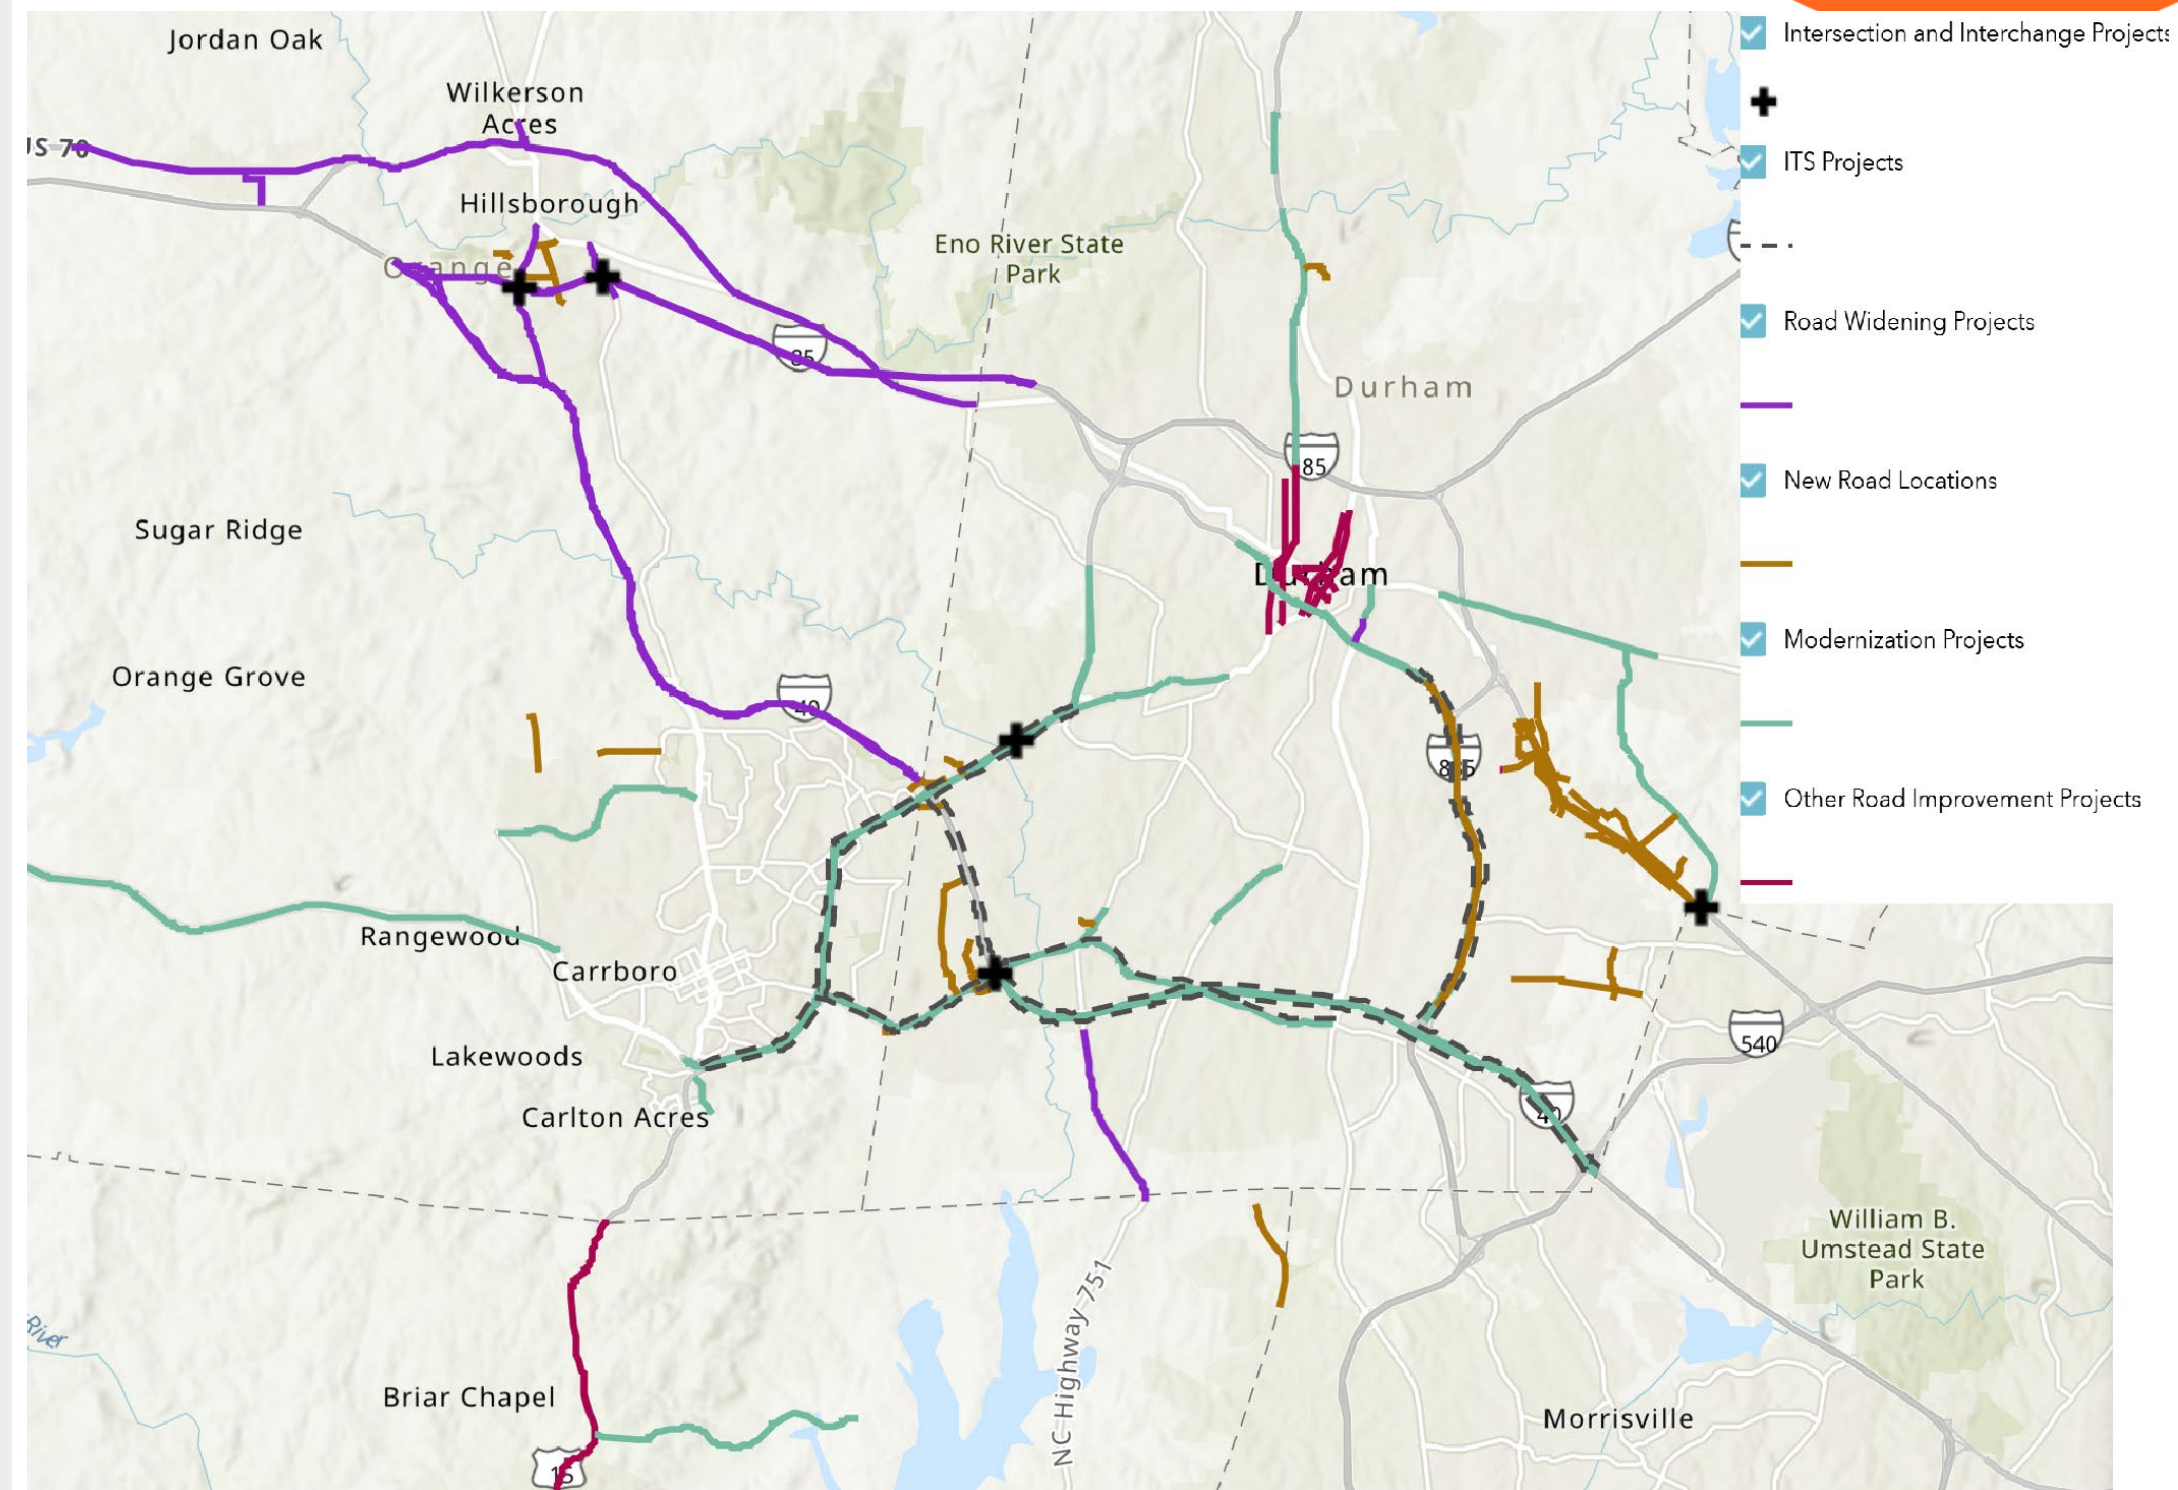 Jordan Oak
Wilkerson
Acres
US 70
Hillsborough
Orange
Eno River State
Park
85
Durham
85
Sugar Ridge
Durham
Orange Grove
40
885
Rangewood
Carrboro
Lakewoods
540
Carlton Acres
40
William B.
Umstead State
Park
NC Highway 751
River
Briar Chapel
Morrisville
15
Intersection and Interchange Projects
ITS Projects
Road Widening Projects
New Road Locations
Modernization Projects
Other Road Improvement Projects